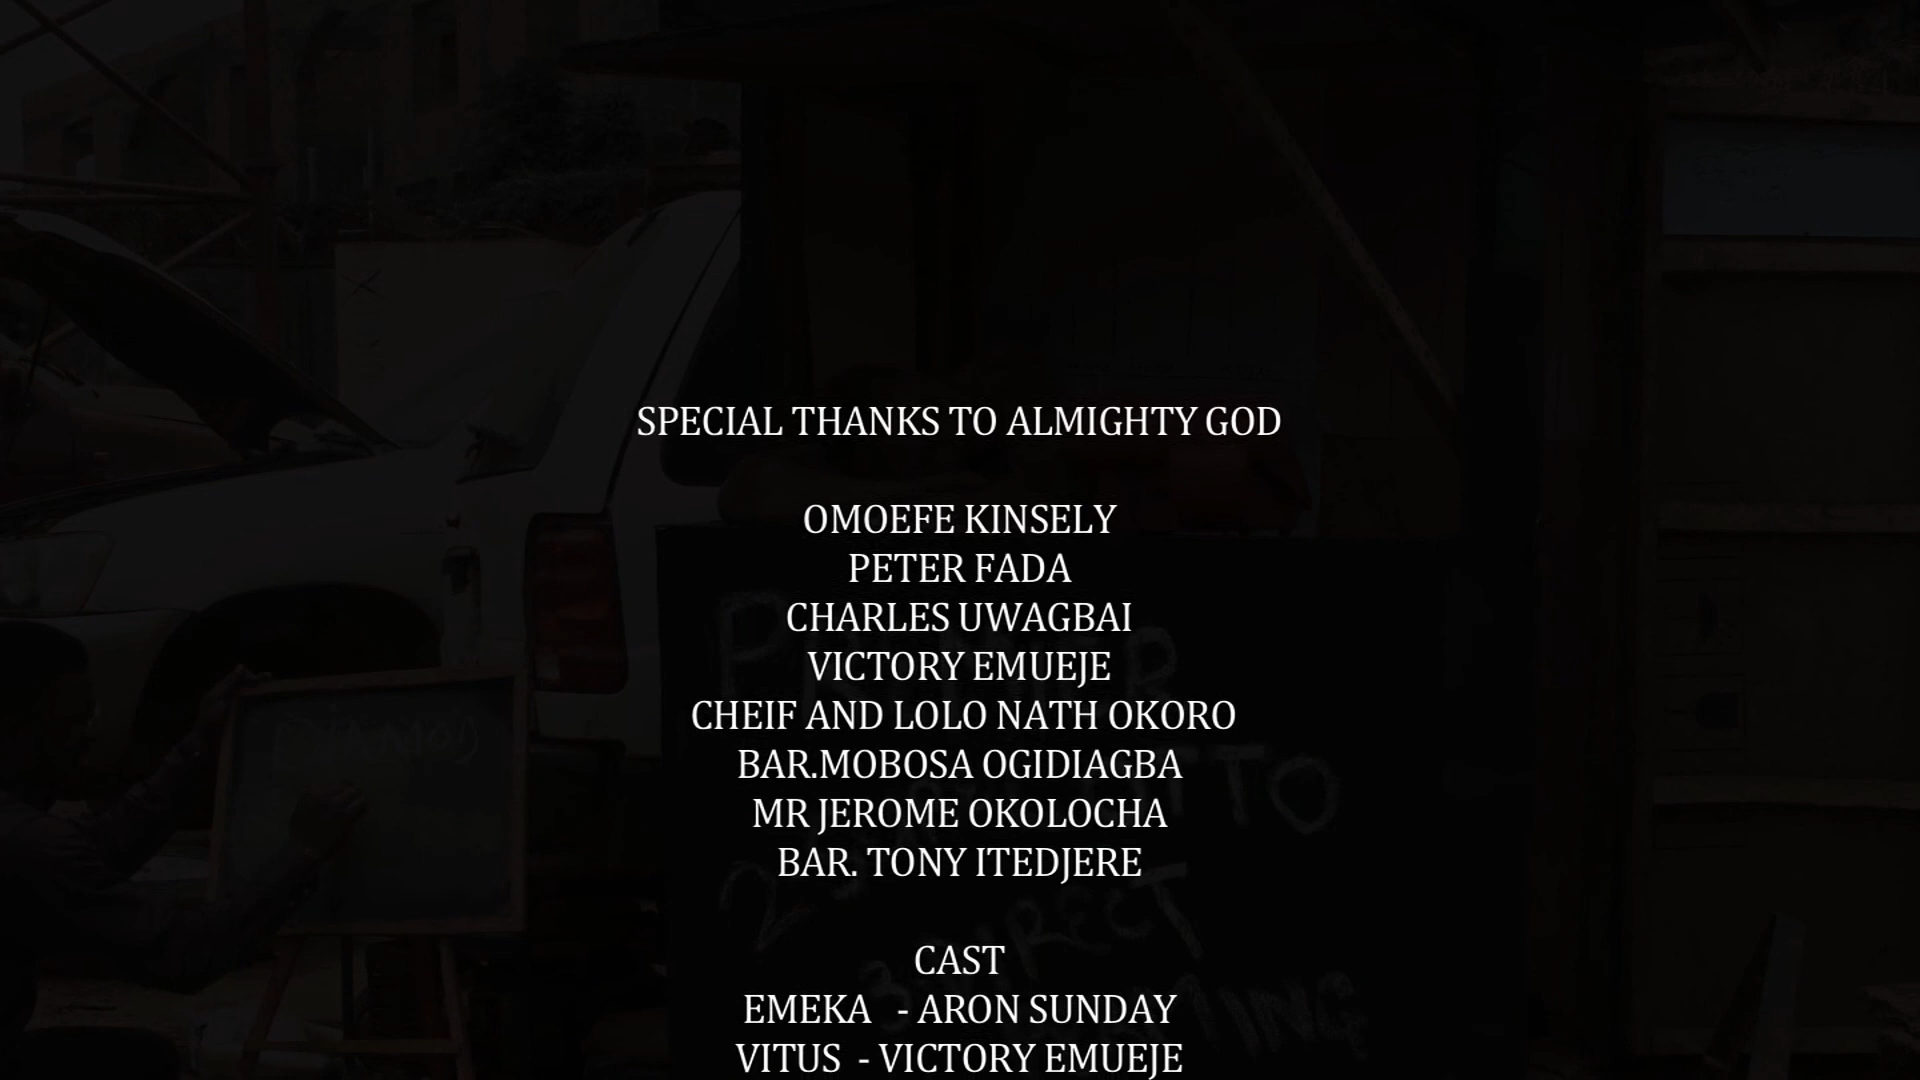 SPECIAL THANKS TO ALMIGHTY GOD
OMOEFE KINSELY
PETER FADA
CHARLES UWAGBAI
VICTORY EMUEJE
CHEIF AND LOLO NATH OKORO
BAR.MOBOSA OGIDIAGBA
MR JEROME OKOLOCHA
BAR. TONY ITEDJERE
CAST
EMEKA - ARON SUNDAY
VITUS - VICTORY EMUEJE